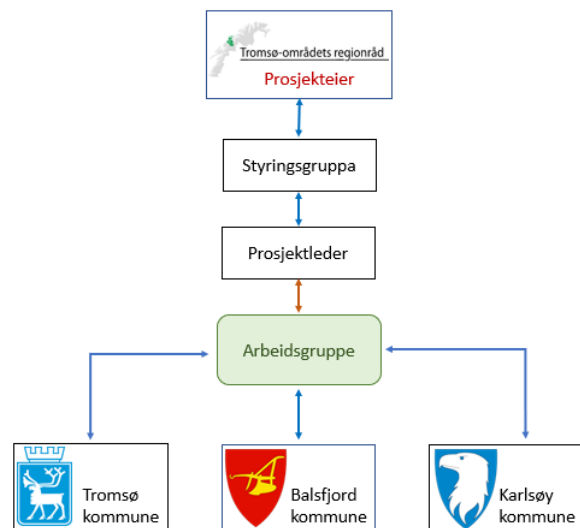 Tromsø-områdets regionråd
Prosjekteier
Styringsgruppa
Prosjektleder
Arbeidsgruppe
Tromsø
kommune
Balsfjord
kommune
Karlsøy
kommune